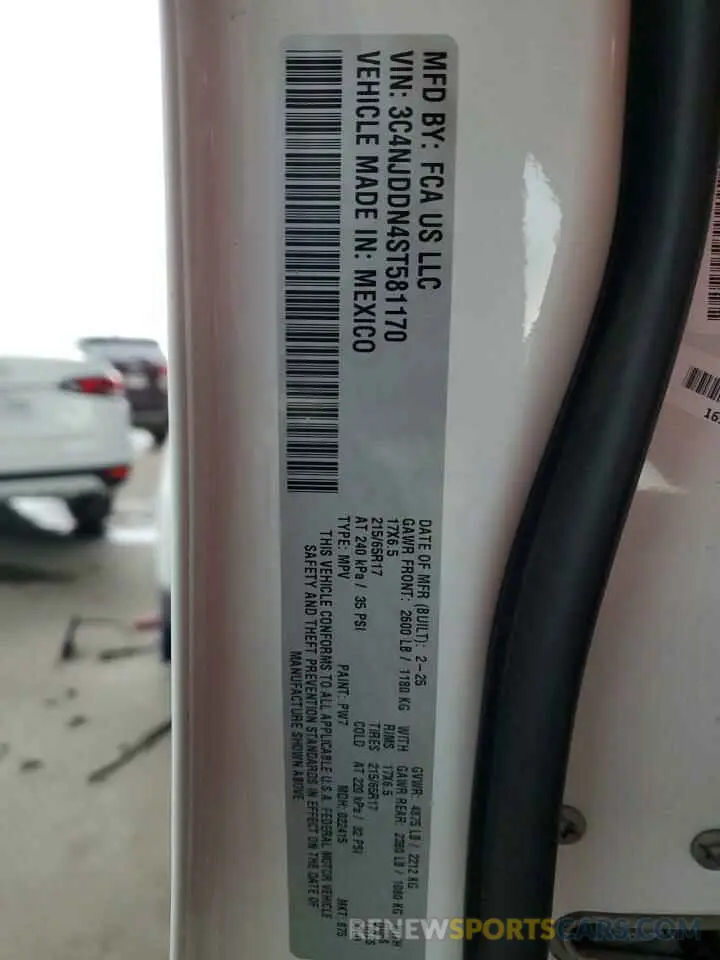 MFD BY: FCA US LLC
VIN: 3C4NJDDN4ST581170
VEHICLE MADE IN: MEXICO
DATE OF MFR (BUILT): 2-25 GVWR: 4875 LB / 2212 KG
GAWR FRONT: 2600 LB / 1180 KG WITH GAWR REAR: 2380 LB / 1080 KG WITH
17X6.5 RIMS 17X6.5
215/65R17 TIRES 215/65R17
AT 240 kPa / 35 PSI COLD AT 220 kPa / 32 PSI
TYPE: MPV PAINT: PW7 MDH: 022415 MKT:
THIS VEHICLE CONFORMS TO ALL APPLICABLE U.S.A. FEDERAL MOTOR VEHICLE
SAFETY AND THEFT PREVENTION STANDARDS IN EFFECT ON THE DATE OF
MANUFACTURE SHOWN ABOVE
RENEWSPORTSCARS.COM